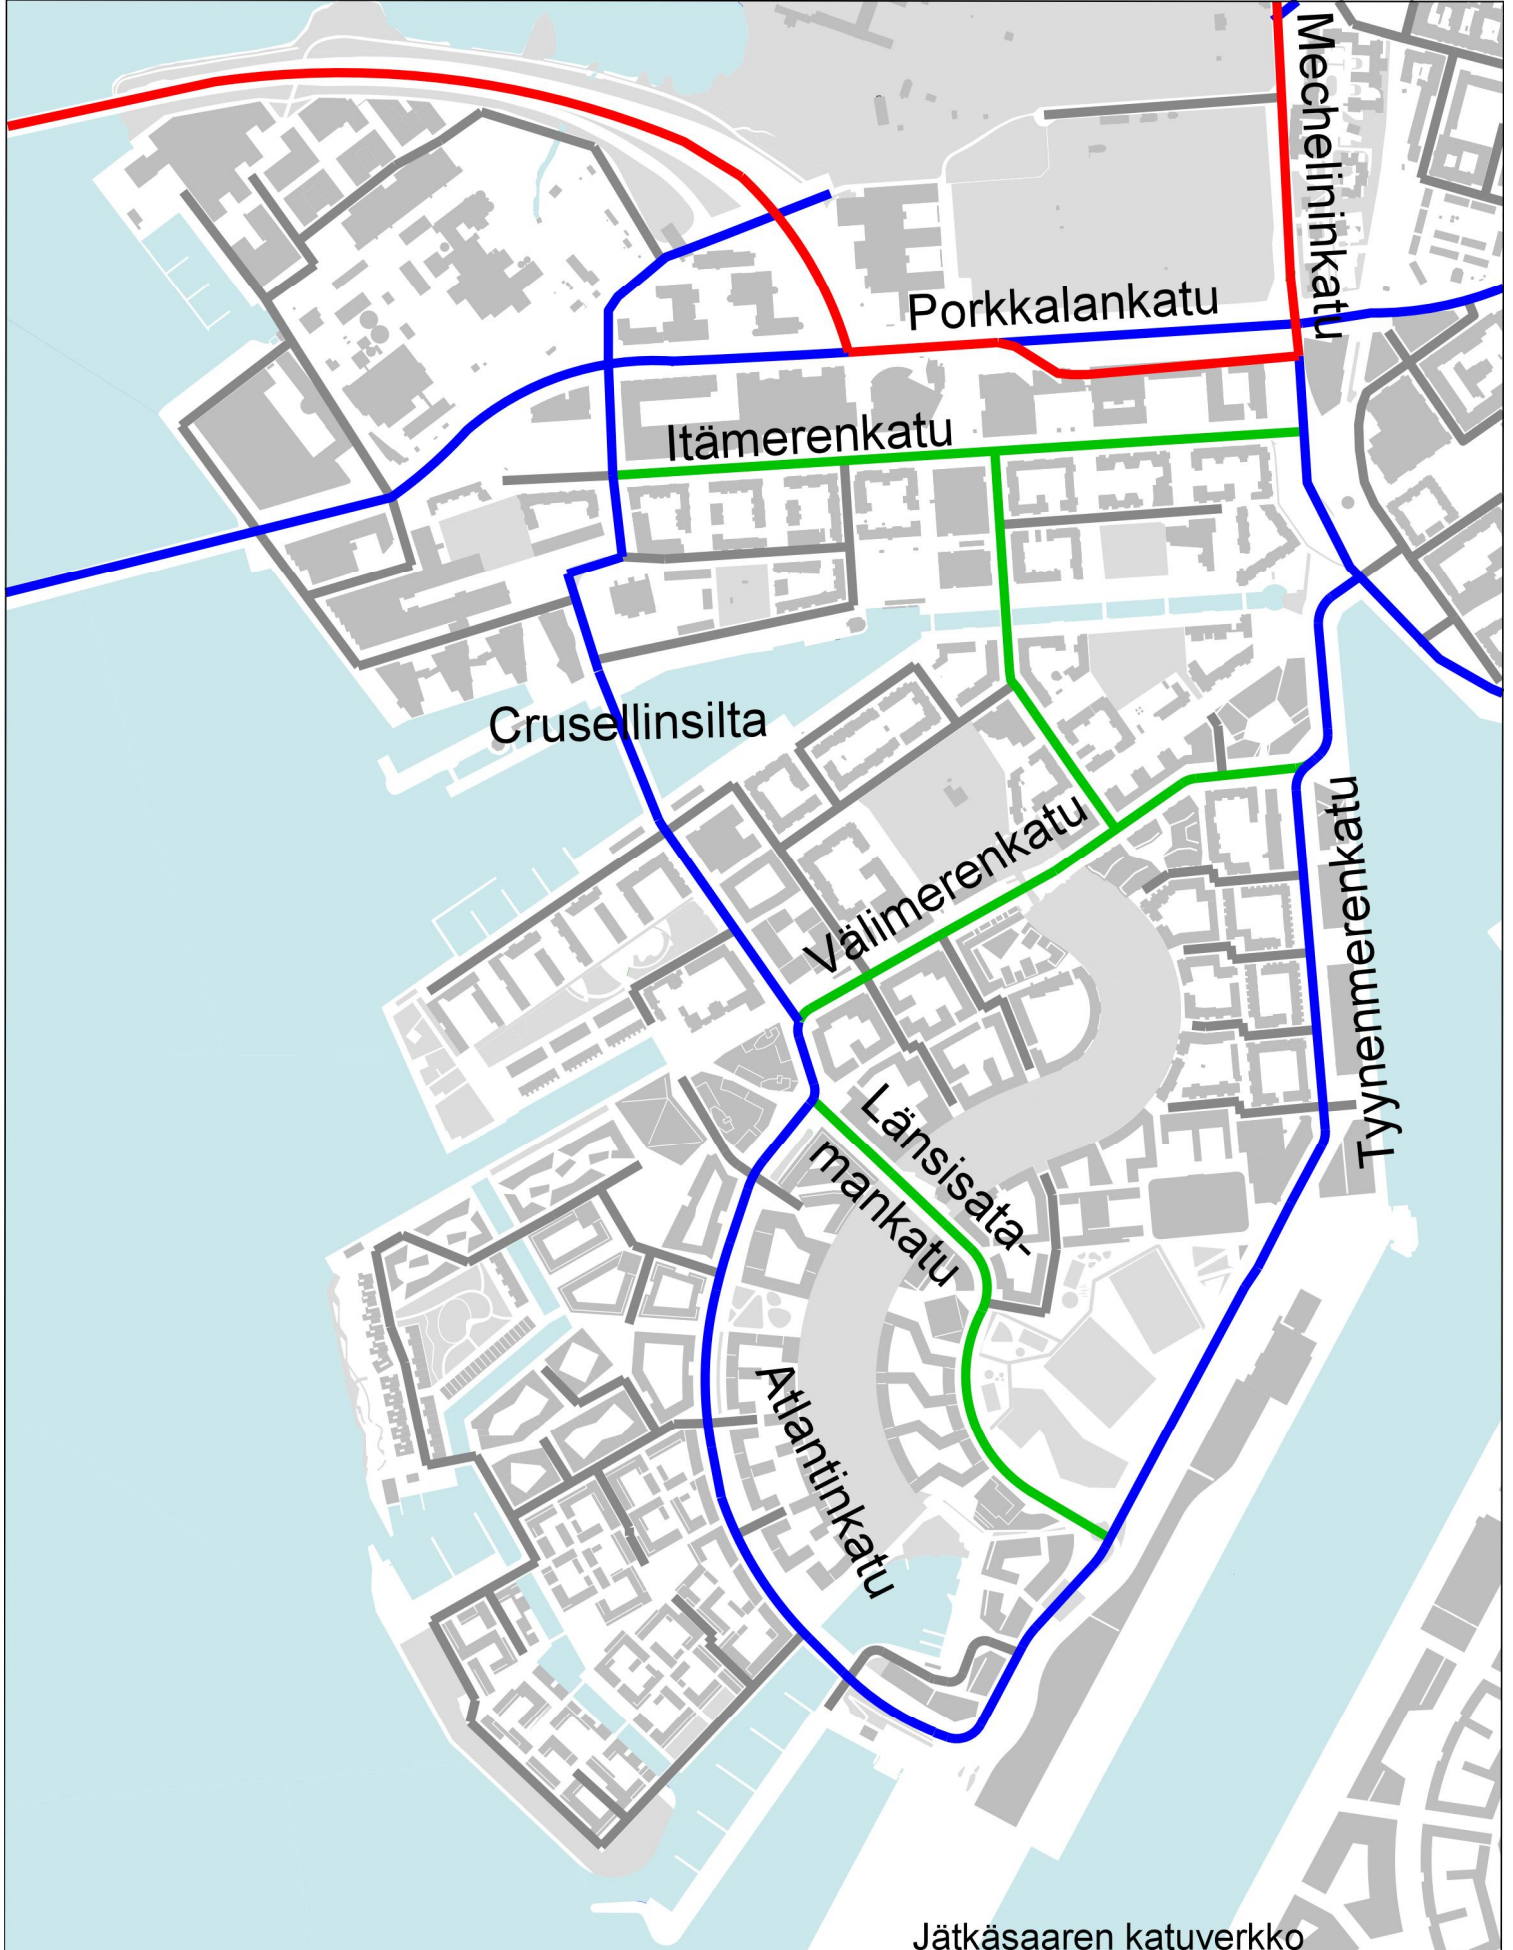 Mechelininkatu
Porkkalankatu
Itämerenkatu
Crusellinsilta
Välimerenkatu
Tyynenmerenkatu
Länsisata-
mankatu
Atlantinkatu
Jätkäsaaren katuverkko